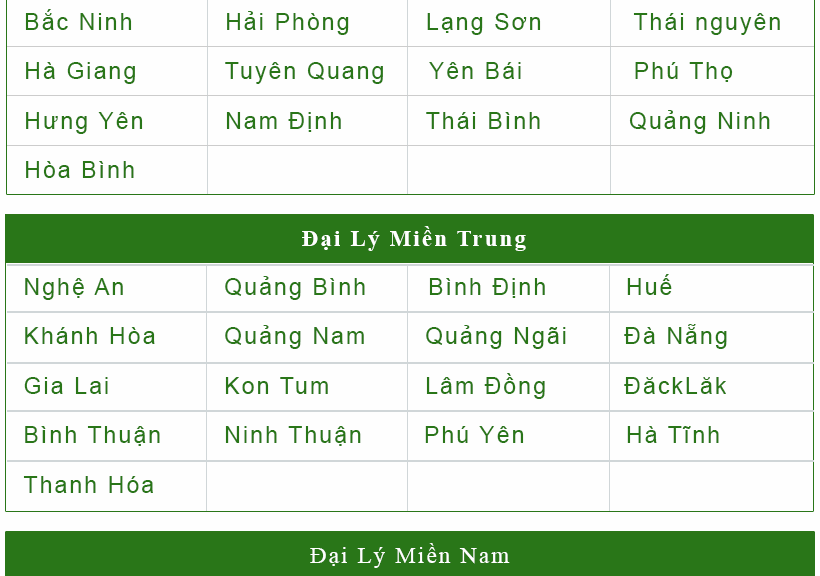 Bắc Ninh Hải Phòng Lạng Sơn Thái nguyên
Hà Giang Tuyên Quang Yên Bái Phú Thọ
Hưng Yên Nam Định Thái Bình Quảng Ninh
Hòa Bình
Đại Lý Miền Trung
Nghệ An Quảng Bình Bình Định Huế
Khánh Hòa Quảng Nam Quảng Ngãi Đà Nẵng
Gia Lai Kon Tum Lâm Đồng ĐăckLăk
Bình Thuận Ninh Thuận Phú Yên Hà Tĩnh
Thanh Hóa
Đại Lý Miền Nam